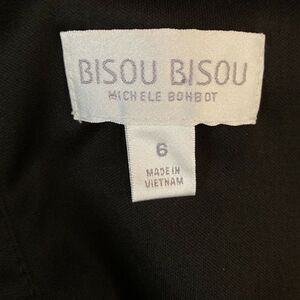 BISOU BISOU
MICHELE BOHBOT
6
MADE IN
VIETNAM